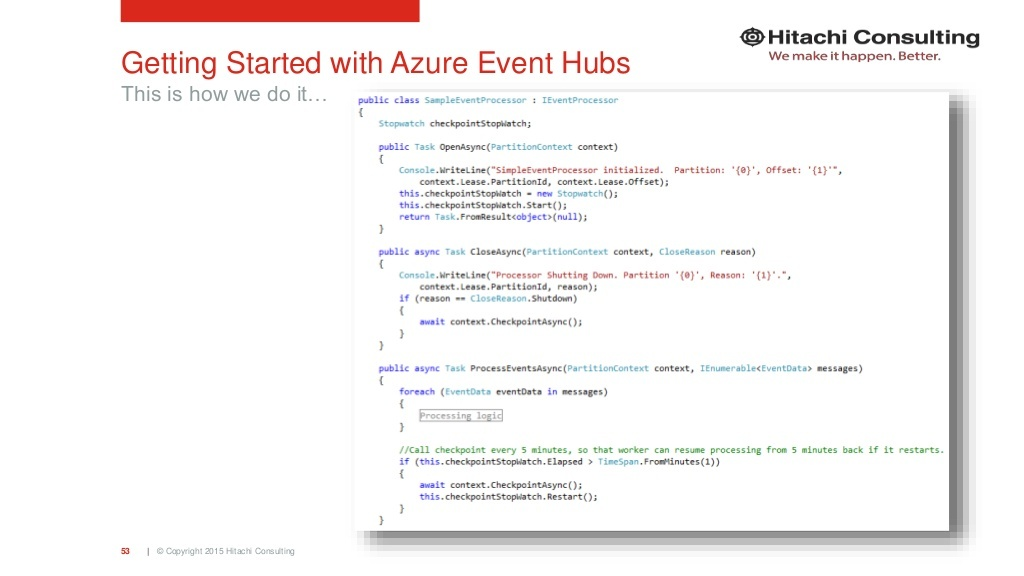 Hitachi Consulting
We make it happen. Better.
Getting Started with Azure Event Hubs
This is how we do it…
public class SampleEventProcessor : IEventProcessor
{
Stopwatch checkpointStopWatch;
public Task OpenAsync(PartitionContext context)
{
Console.WriteLine("SimpleEventProcessor initialized.  Partition: '{0}', Offset: '{1}'",
context.Lease.PartitionId, context.Lease.Offset);
this.checkpointStopWatch = new Stopwatch();
this.checkpointStopWatch.Start();
return Task.FromResult<object>(null);
}
public async Task CloseAsync(PartitionContext context, CloseReason reason)
{
Console.WriteLine("Processor Shutting Down. Partition '{0}', Reason: '{1}'.",
context.Lease.PartitionId, reason);
if (reason == CloseReason.Shutdown)
{
await context.CheckpointAsync();
}
}
public async Task ProcessEventsAsync(PartitionContext context, IEnumerable<EventData> messages)
{
foreach (EventData eventData in messages)
{
Processing logic
}
//Call checkpoint every 5 minutes, so that worker can resume processing from 5 minutes back if it restarts.
if (this.checkpointStopWatch.Elapsed > TimeSpan.FromMinutes(1))
{
await context.CheckpointAsync();
this.checkpointStopWatch.Restart();
}
}
53 | © Copyright 2015 Hitachi Consulting